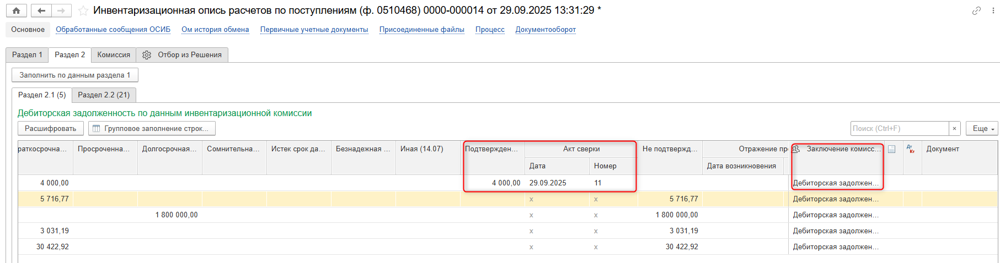 Инвентаризационная опись расчетов по поступлениям (ф. 0510468) 0000-000014 от 29.09.2025 13:31:29 *
Основное Обработанные сообщения ОСИБ Ом история обмена Первичные учетные документы Присоединенные файлы Процесс Документооборот
Раздел 1 Раздел 2 Комиссия Отбор из Решения
Заполнить по данным раздела 1
Раздел 2.1 (5) Раздел 2.2 (21)
Дебиторская задолженность по данным инвентаризационной комиссии
Расшифровать Групповое заполнение строк... Поиск (Ctrl+F) × Еще
раткосрочна... Просроченна... Долгосрочная... Сомнительна... Истек срок да... Безнадежная ... Иная (14.07) Подтвержден... Акт сверки Не подтвержд... Отражение пр Заключение комисс... Дт Кт Документ
Дата Номер Дата возникновения
4 000,00 4 000,00 29.09.2025 11 Дебиторская задолжен...
5 716,77 x x 5 716,77 Дебиторская задолжен...
1 800 000,00 x x 1 800 000,00 Дебиторская задолжен...
3 031,19 x x 3 031,19 Дебиторская задолжен...
30 422,92 x x 30 422,92 Дебиторская задолжен...